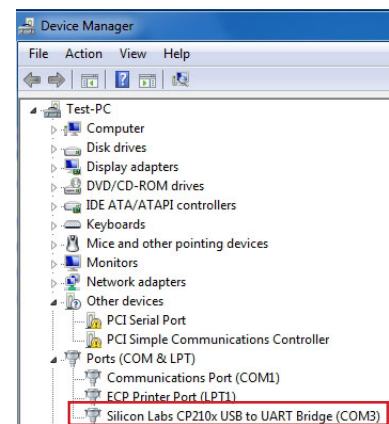 Device Manager
File Action View Help
Test-PC
Computer
Disk drives
Display adapters
DVD/CD-ROM drives
IDE ATA/ATAPI controllers
Keyboards
Mice and other pointing devices
Monitors
Network adapters
Other devices
PCI Serial Port
PCI Simple Communications Controller
Ports (COM & LPT)
Communications Port (COM1)
ECP Printer Port (LPT1)
Silicon Labs CP210x USB to UART Bridge (COM3)